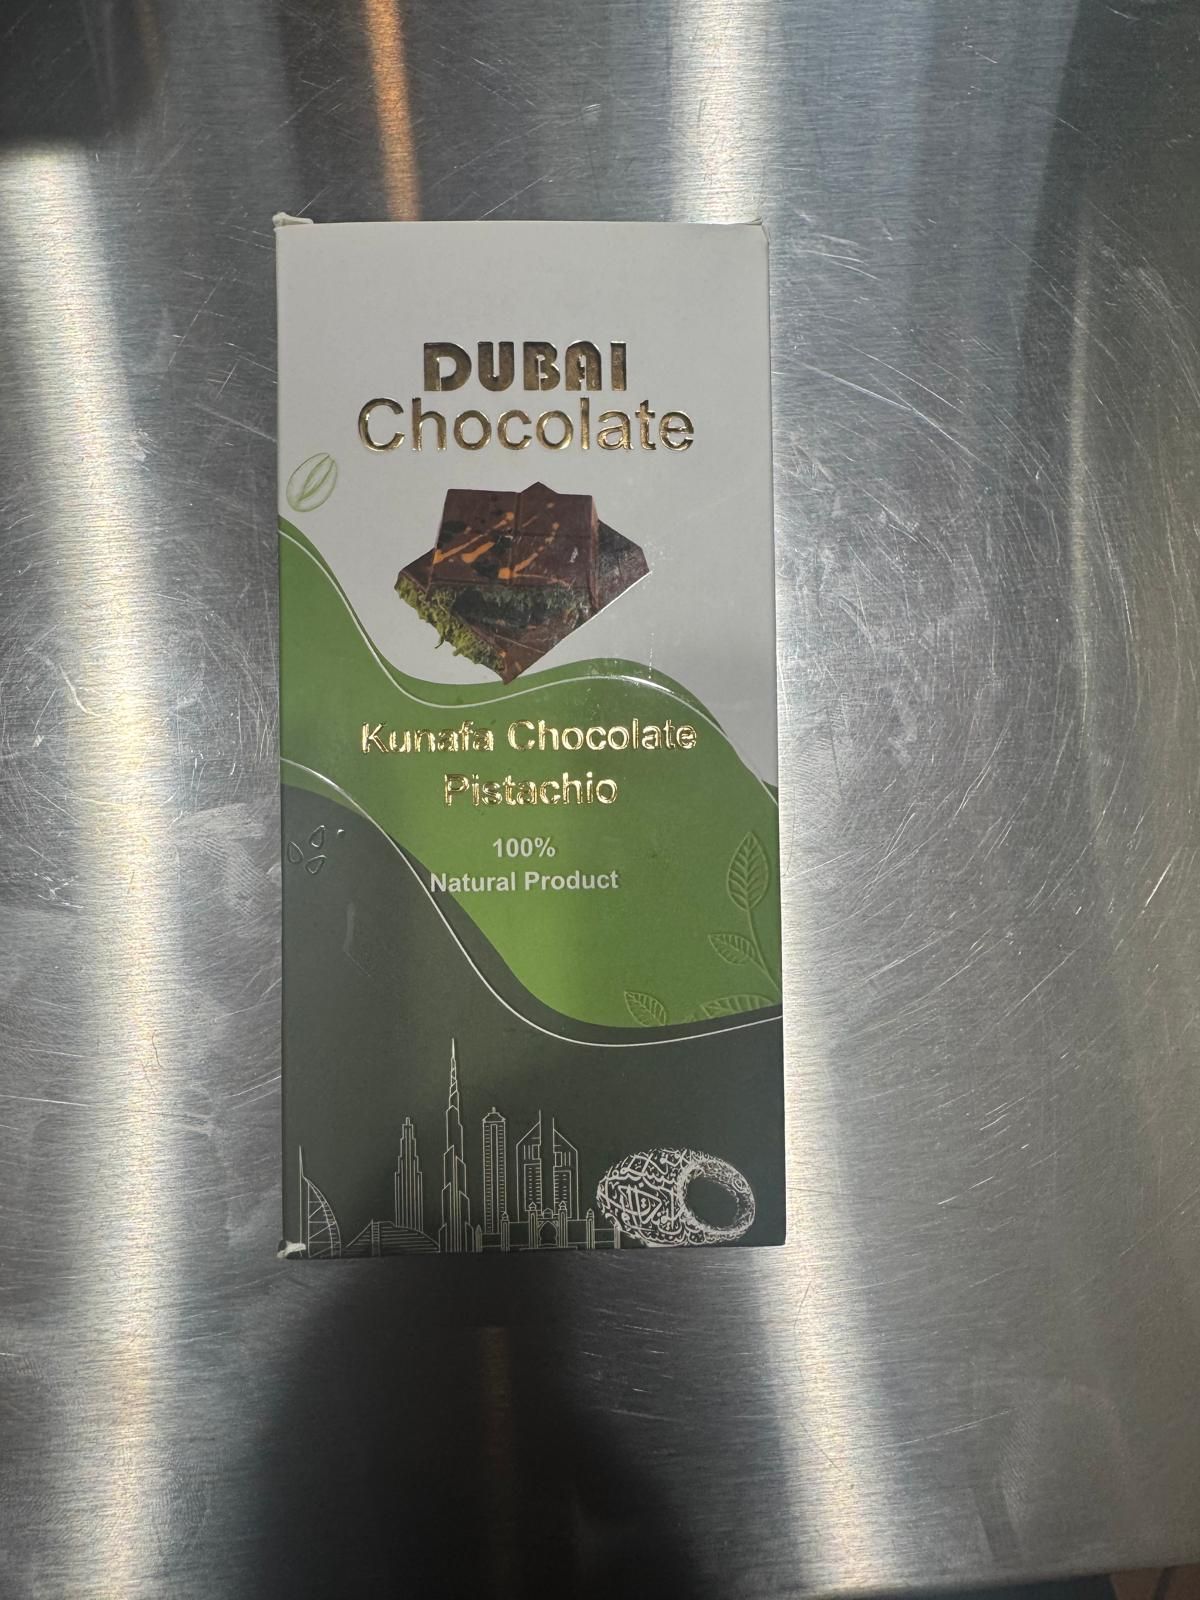 DUBAI
Chocolate
Kunafa Chocolate
Pistachio
100%
Natural Product